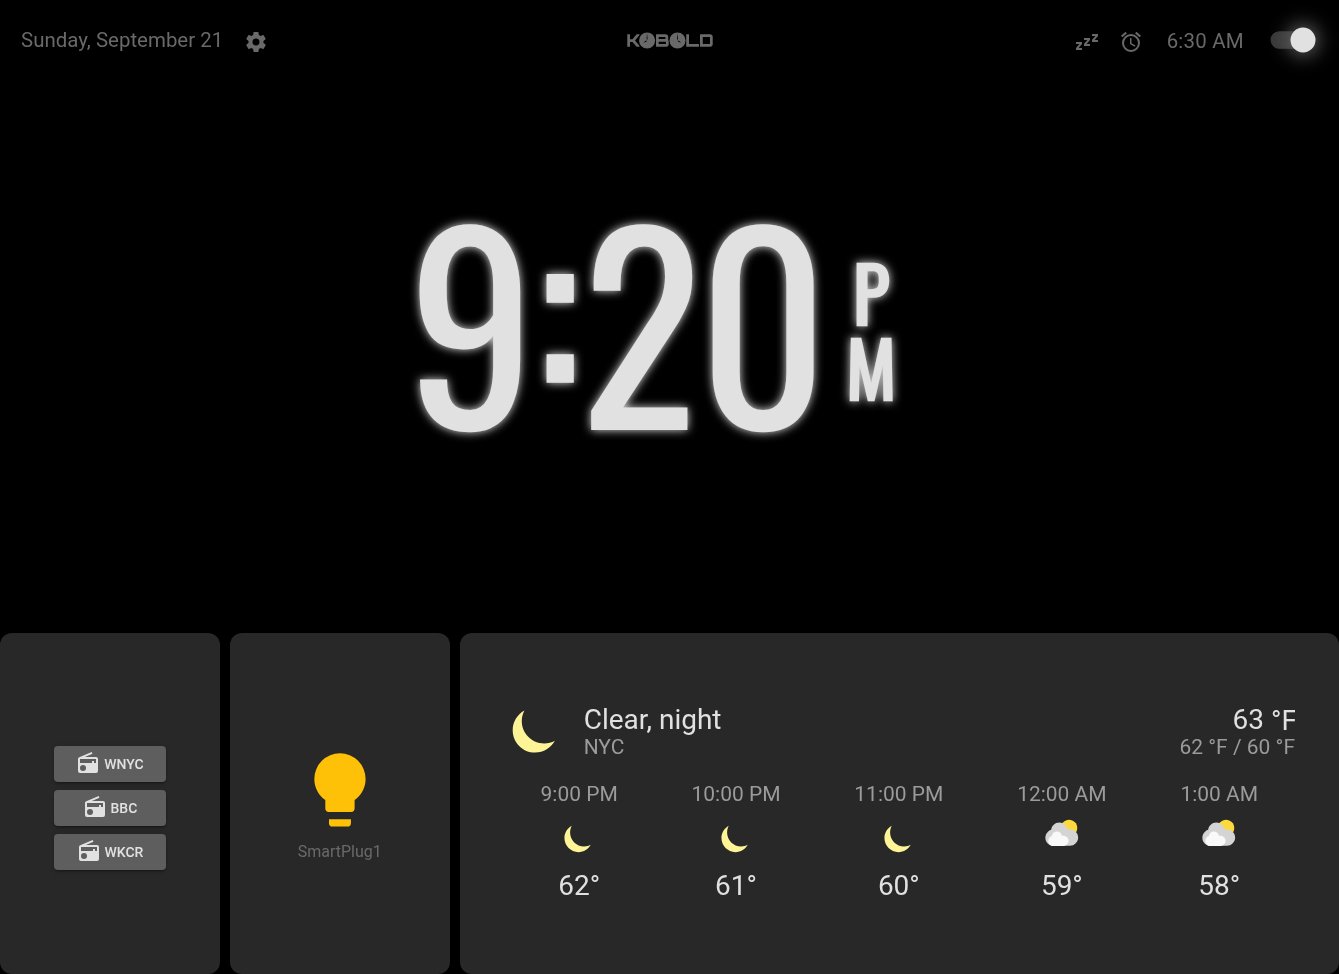 Sunday, September 21
KOBOLD
zzz
6:30 AM
9:20
PM
WNYC
BBC
WKCR
SmartPlug1
Clear, night
NYC
63 °F
62 °F / 60 °F
9:00 PM 10:00 PM 11:00 PM 12:00 AM 1:00 AM
62° 61° 60° 59° 58°